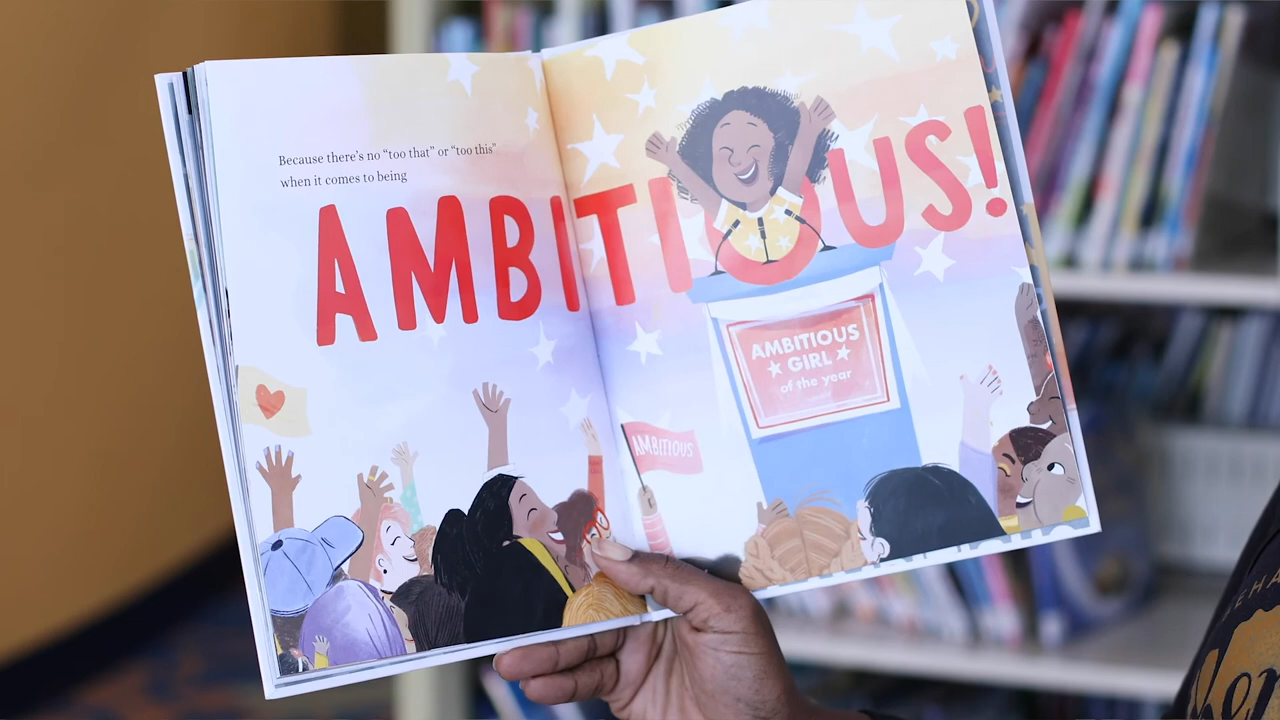 Because there's no “too that” or “too this”
when it comes to being
AMBITIOUS!
AMBITIOUS
GIRL
of the year
AMBITIOUS